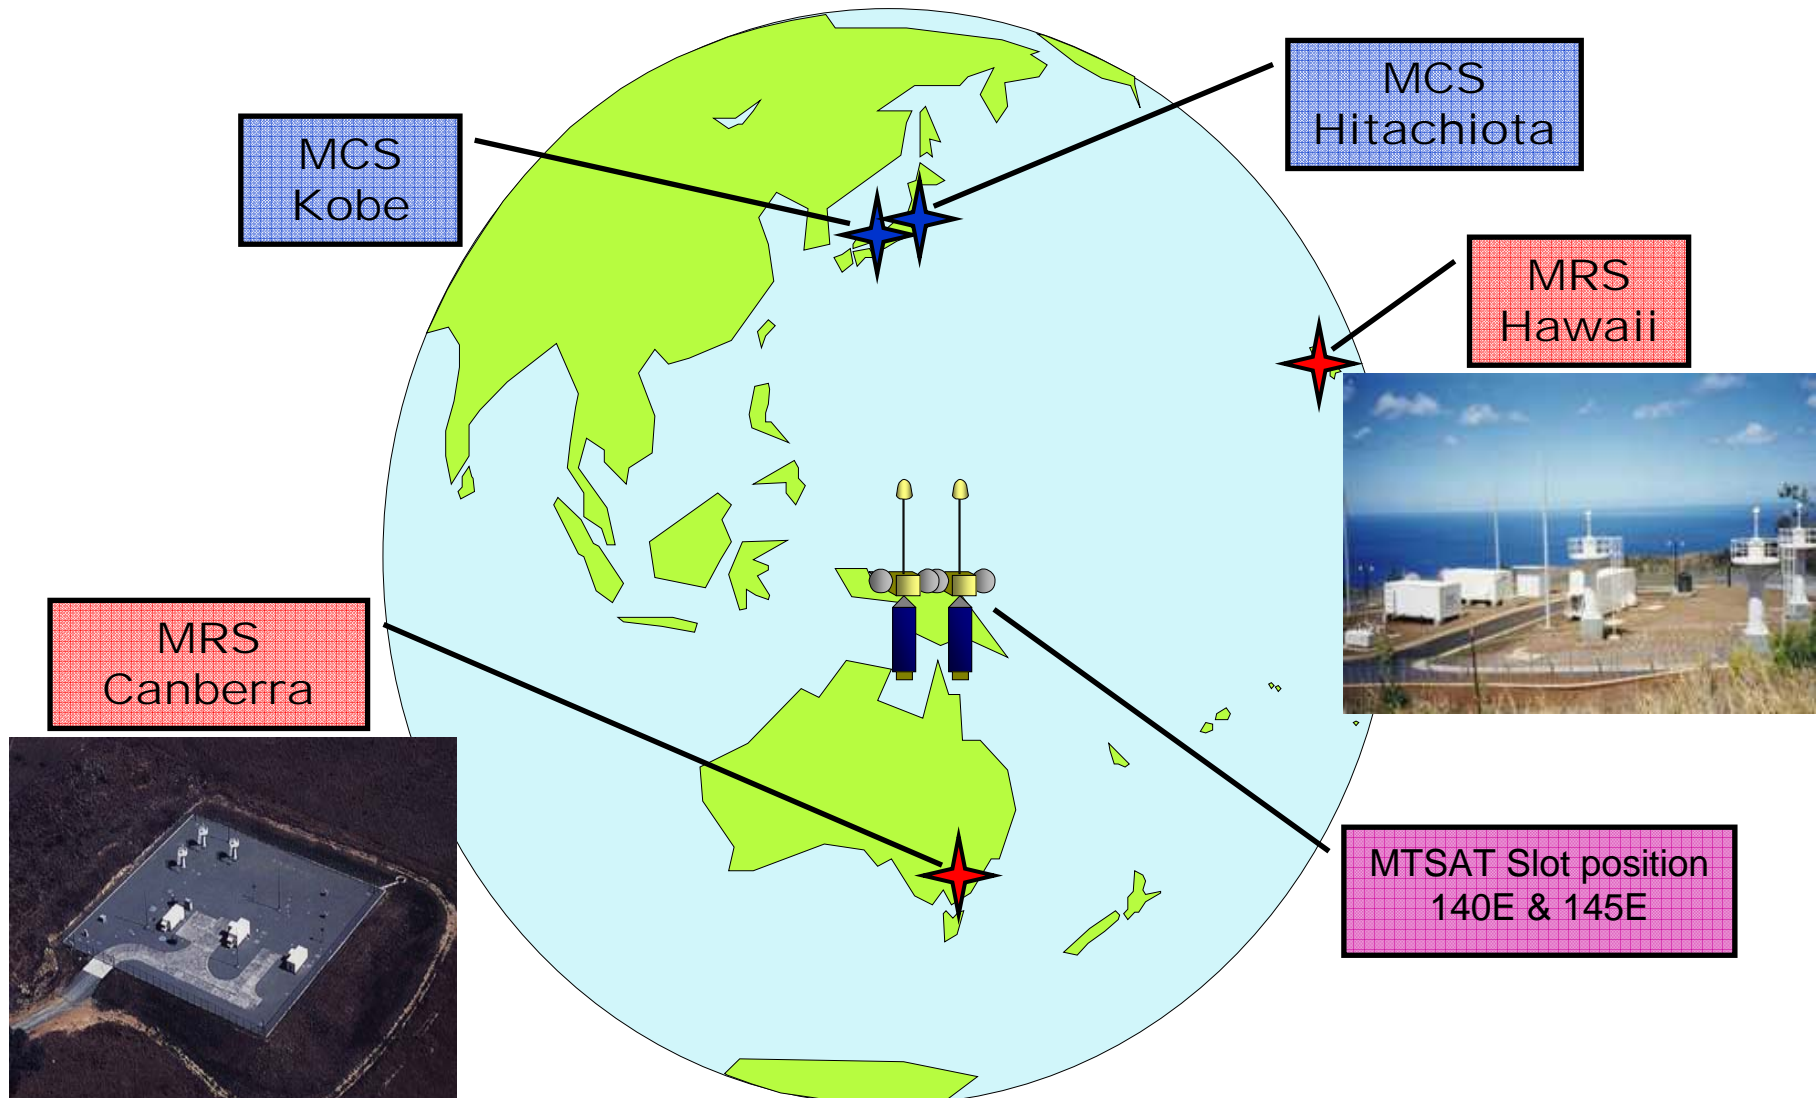 MCS
Hitachiota
MCS
Kobe
MRS
Hawaii
MRS
Canberra
MTSAT Slot position
140E & 145E